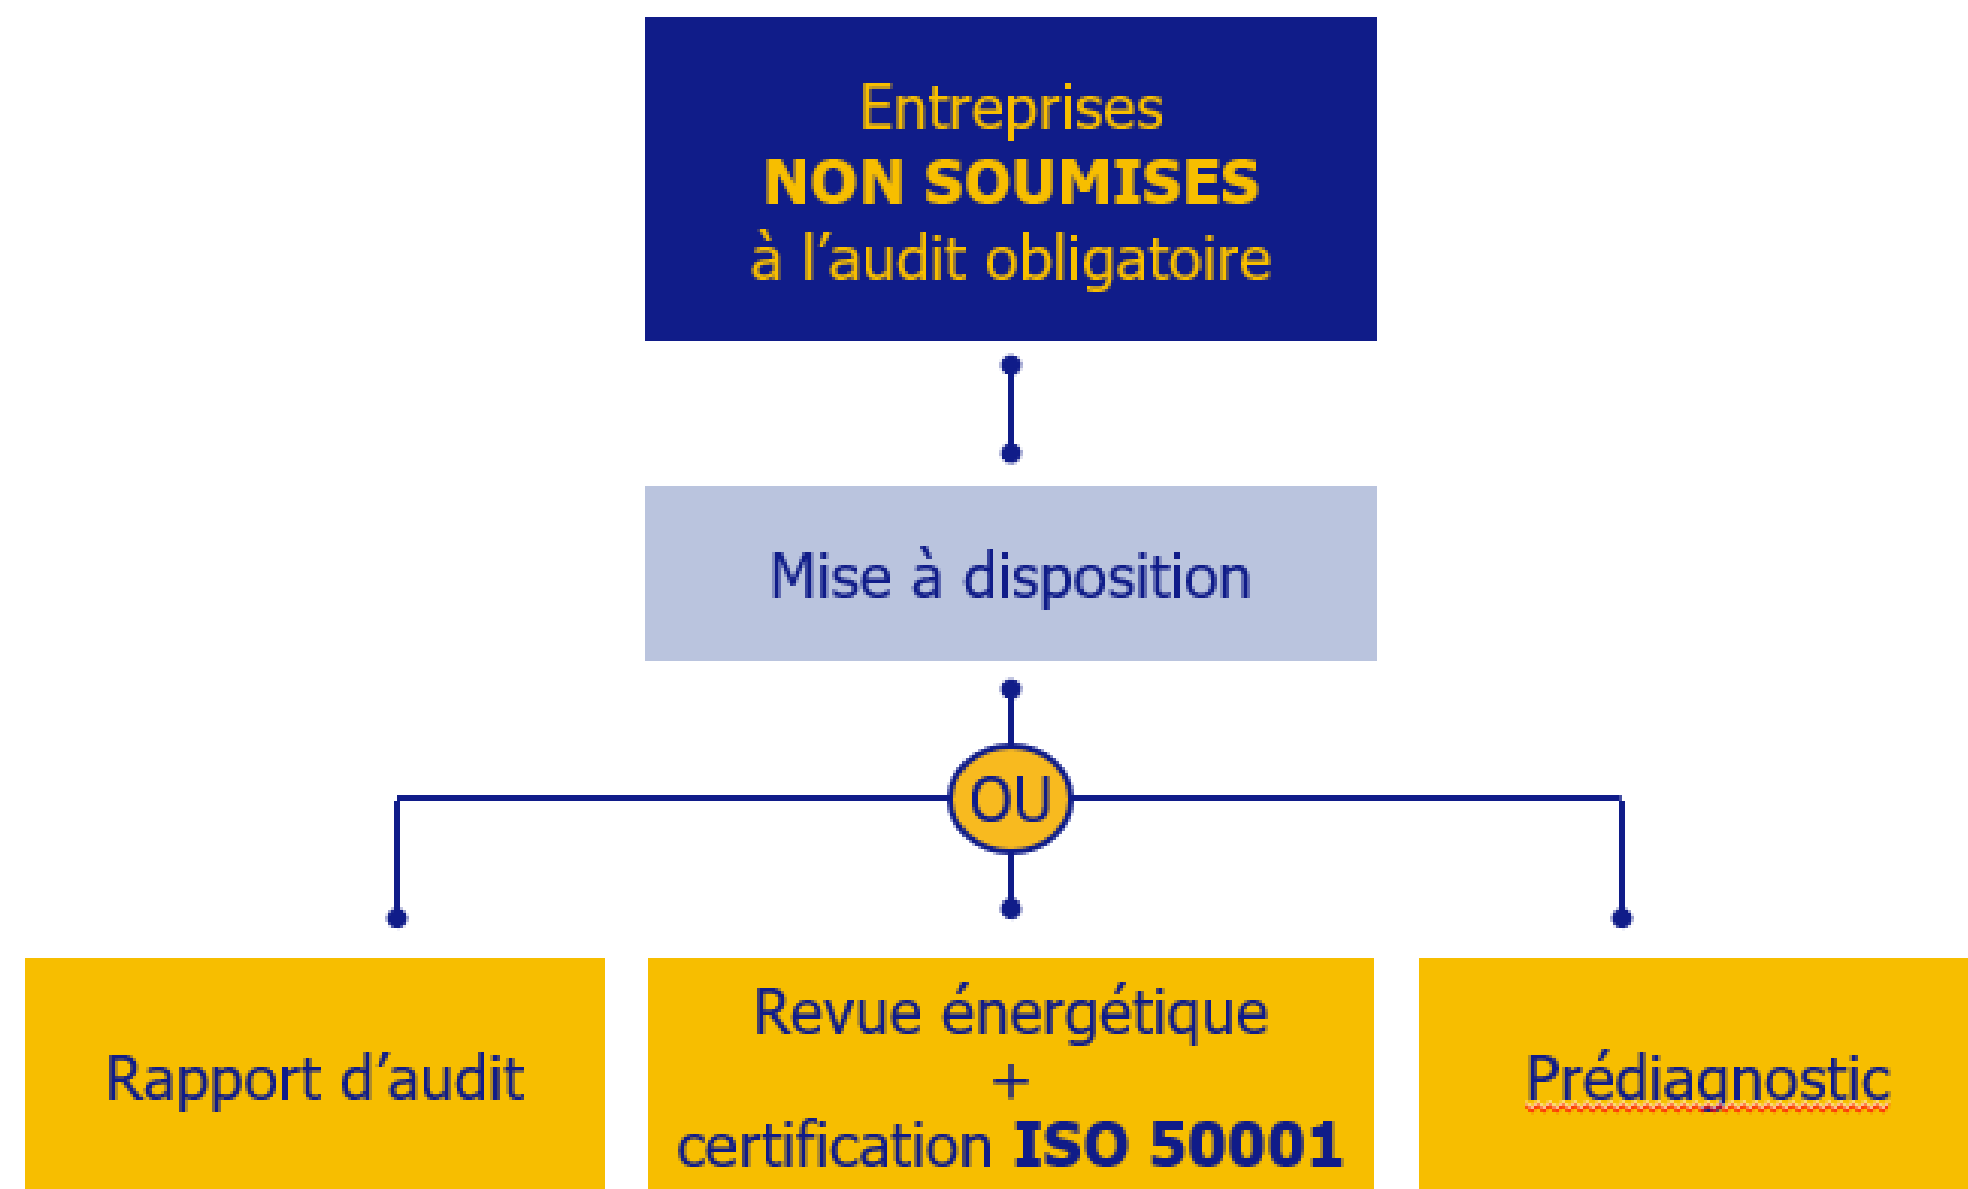 Entreprises
NON SOUMISES
à l’audit obligatoire
Mise à disposition
OU
Rapport d’audit
Revue énergétique
+
certification ISO 50001
Prédiagnostic